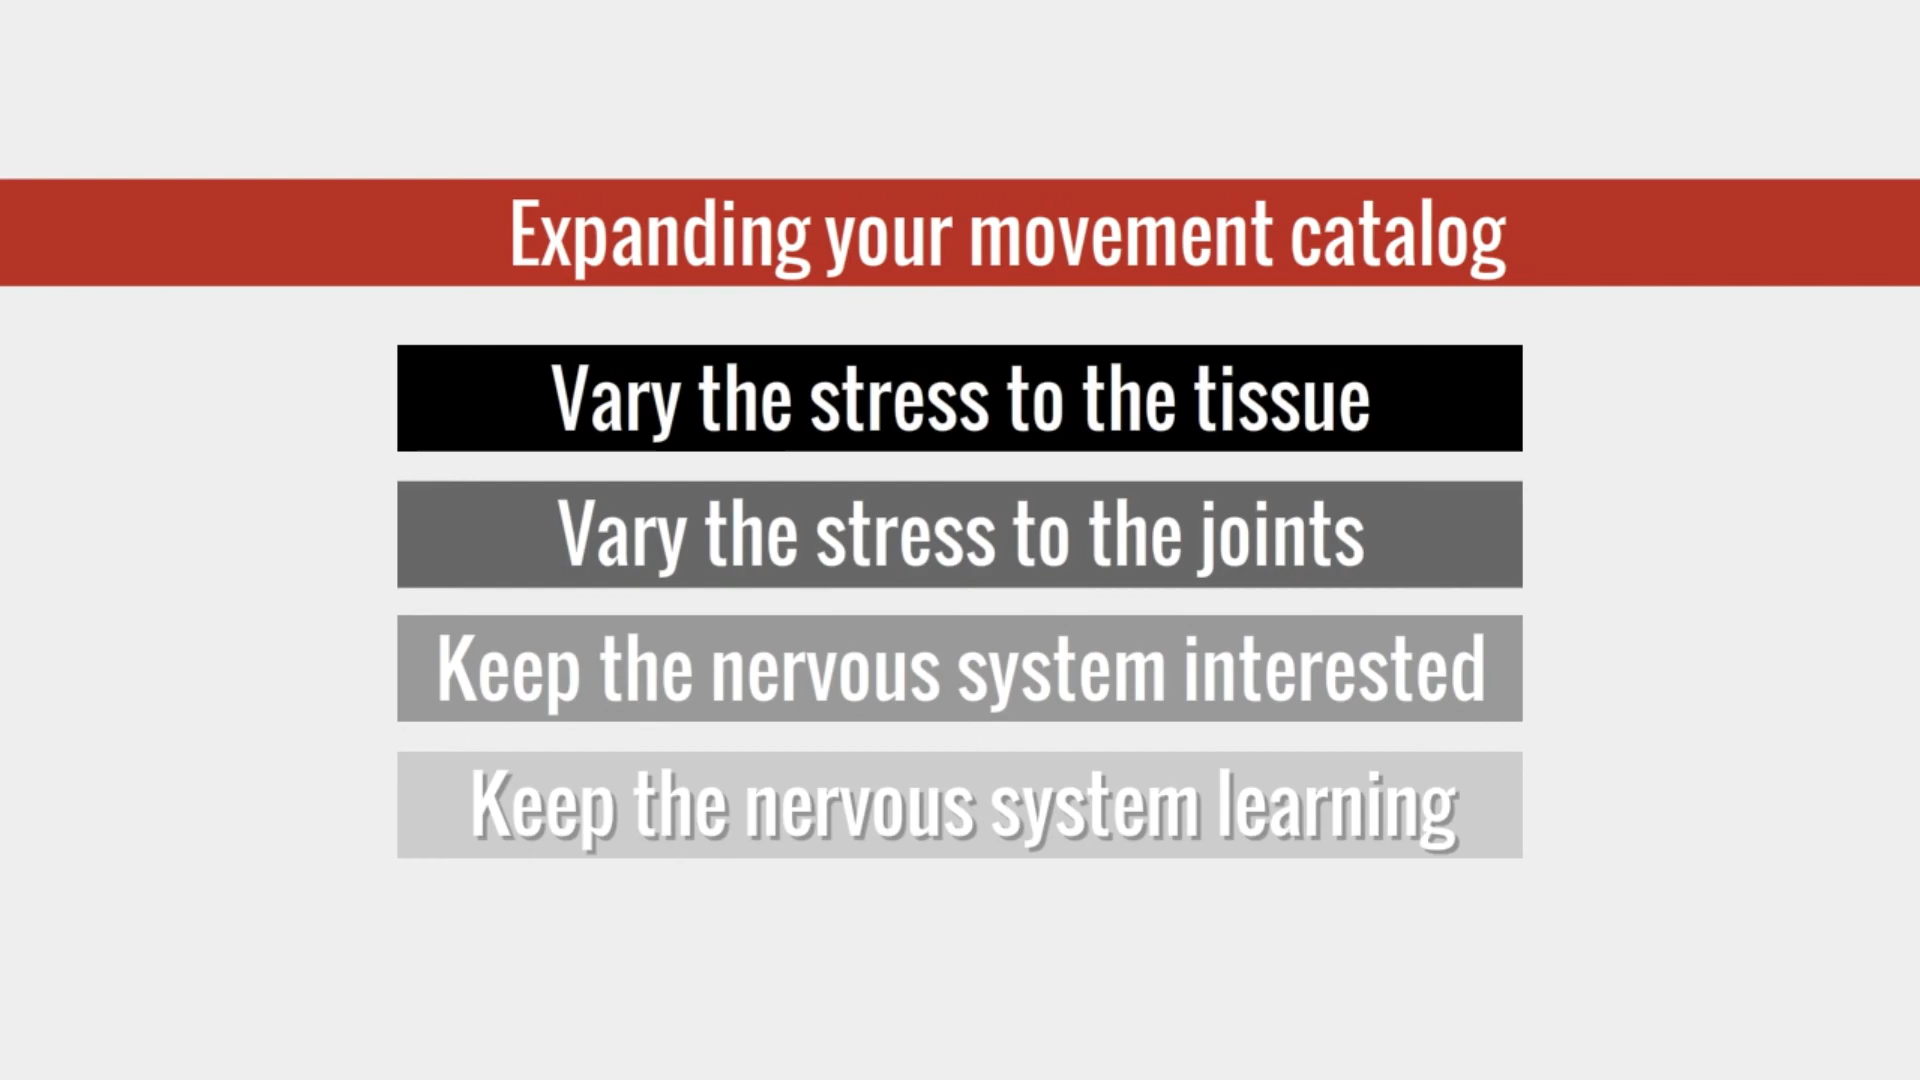 Expanding your movement catalog
Vary the stress to the tissue
Vary the stress to the joints
Keep the nervous system interested
Keep the nervous system learning